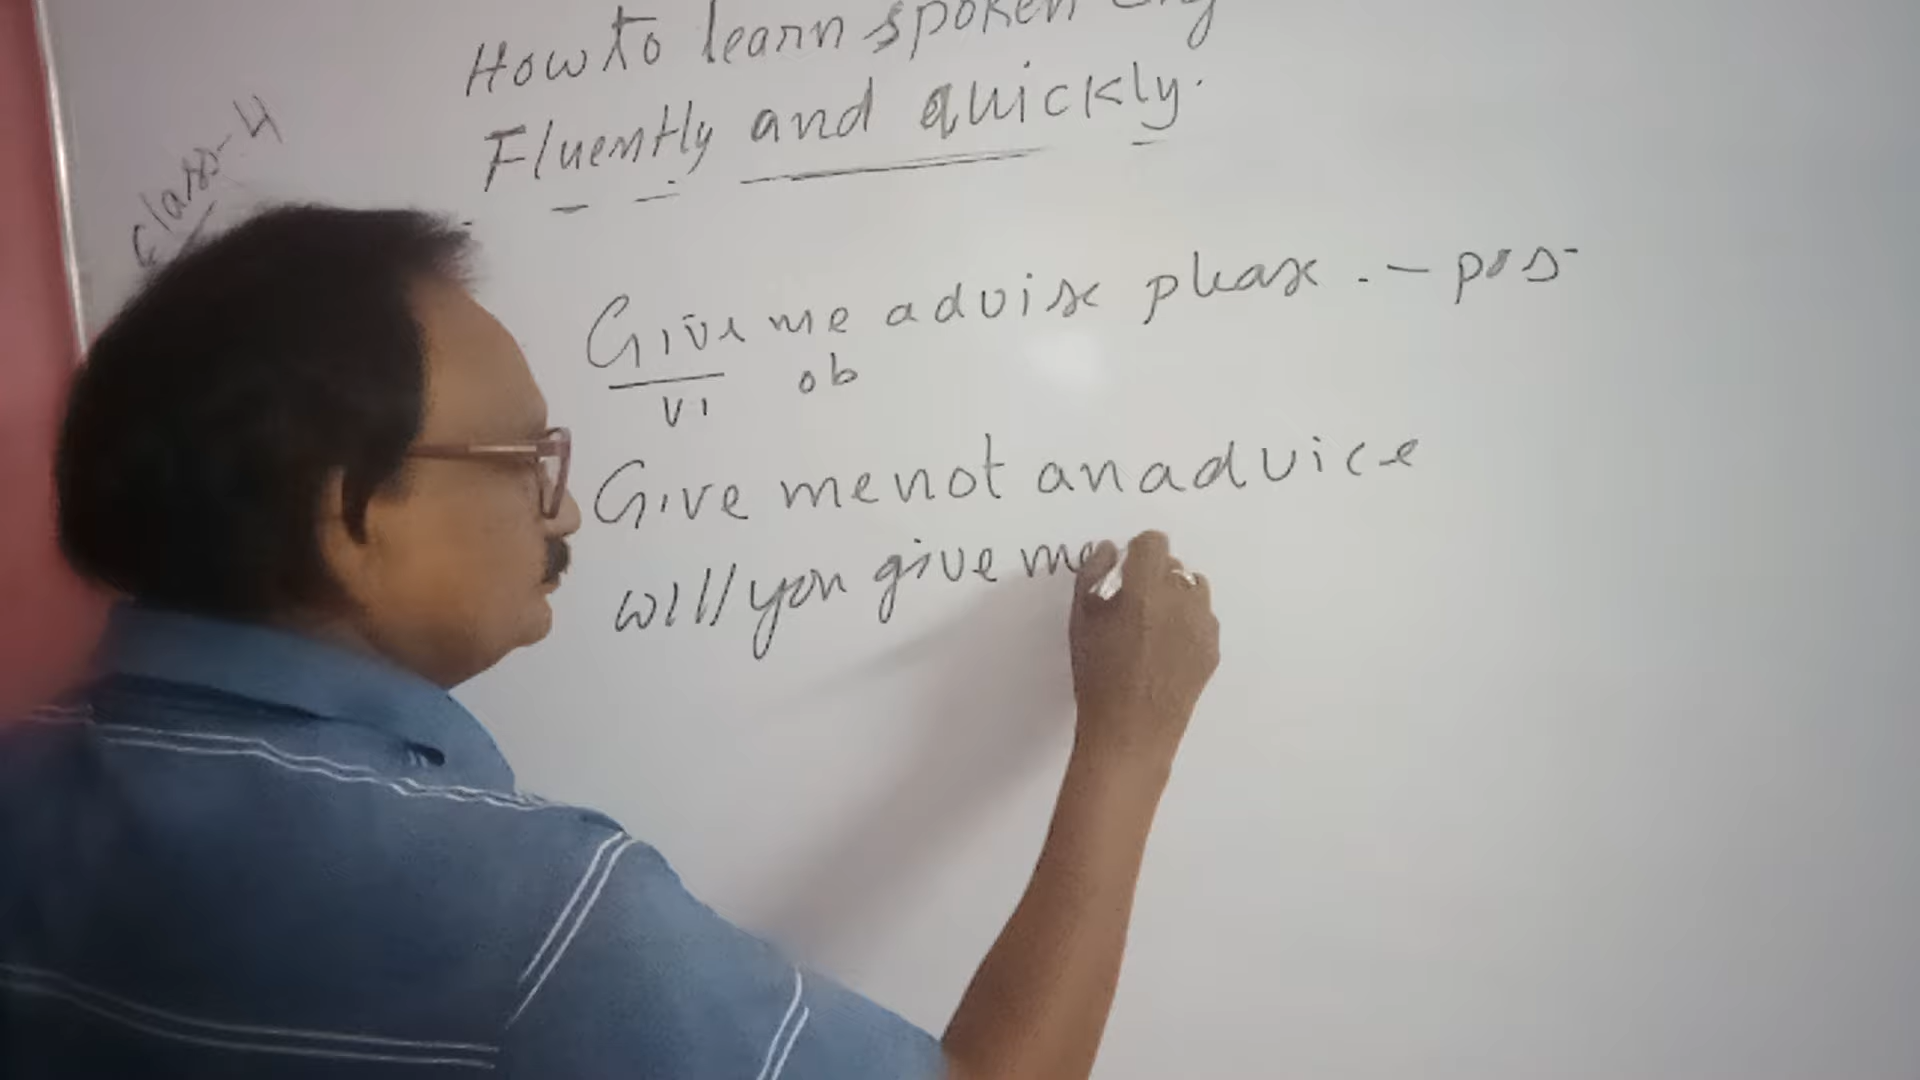 How to learn spoken Eng
Fluently and quickly.
Class-4
Give me advise please. - pos-
V1 ob
Give me not an advice
will you give me